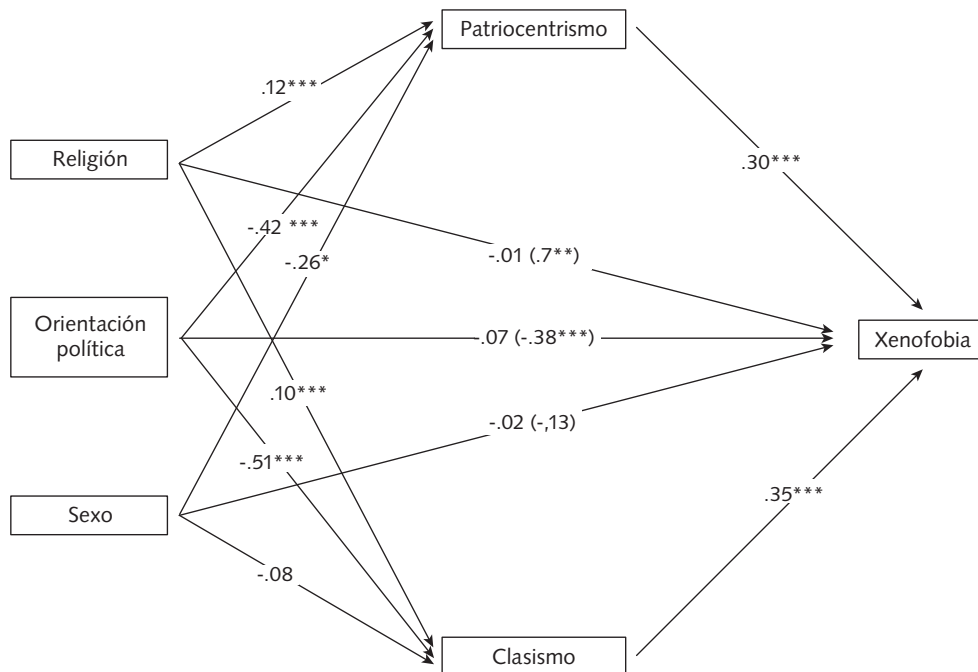 Patriocentrismo
.12***
Religión
.30***
-.42 ***
-.26*
-.01 (.7**)
Orientación
política
-.07 (-.38***)
Xenofobia
.10***
-.02 (-,13)
-.51***
Sexo
.35***
-.08
Clasismo